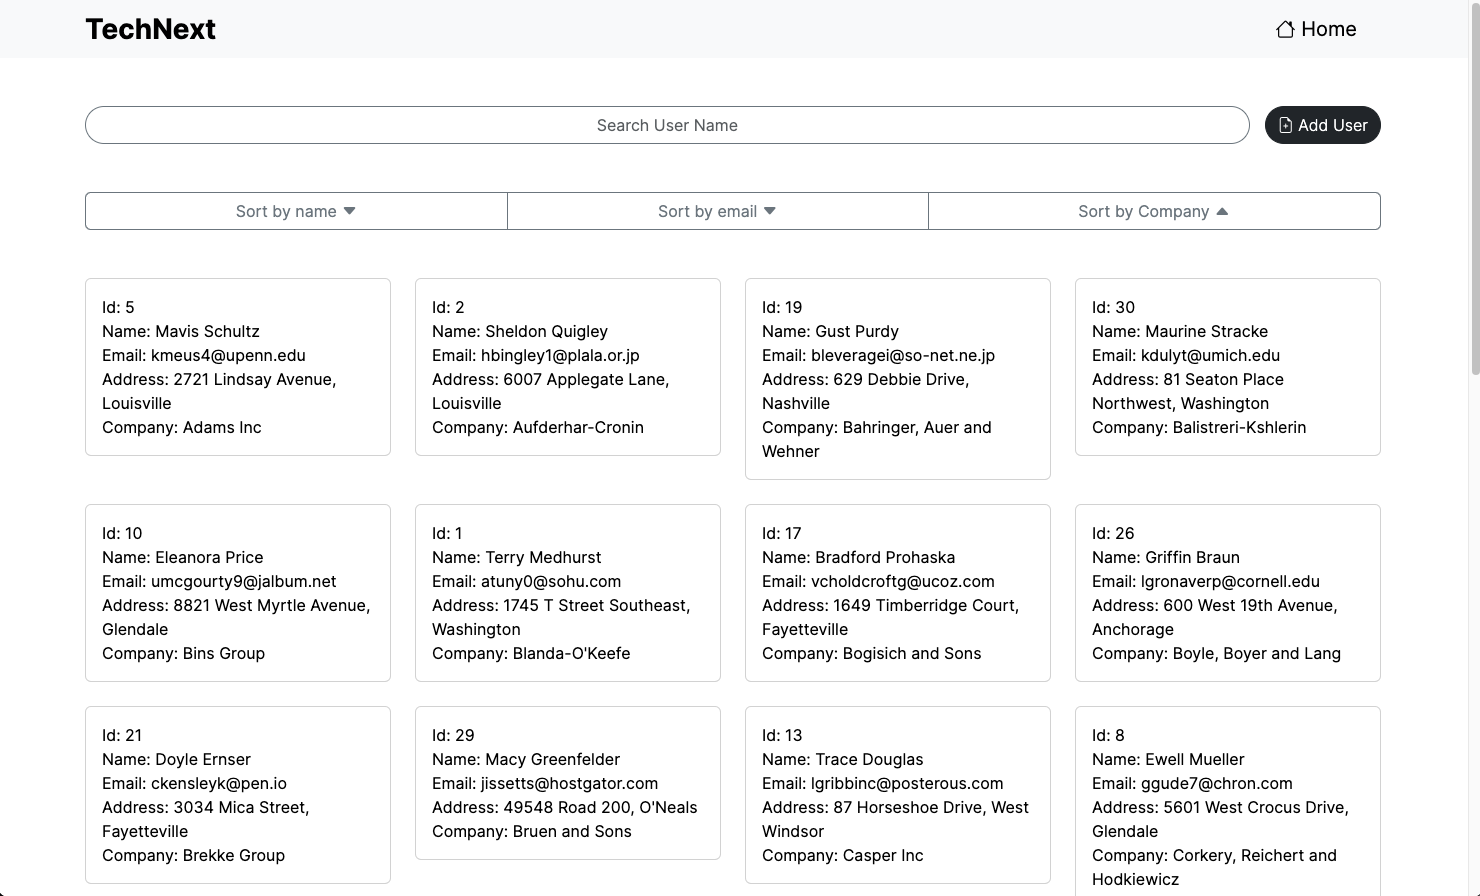 TechNext
Home
Search User Name
Add User
Sort by name
Sort by email
Sort by Company
Id: 5
Name: Mavis Schultz
Email: kmeus4@upenn.edu
Address: 2721 Lindsay Avenue,
Louisville
Company: Adams Inc
Id: 2
Name: Sheldon Quigley
Email: hbingley1@plala.or.jp
Address: 6007 Applegate Lane,
Louisville
Company: Aufderhar-Cronin
Id: 19
Name: Gust Purdy
Email: bleveragei@so-net.ne.jp
Address: 629 Debbie Drive,
Nashville
Company: Bahringer, Auer and
Wehner
Id: 30
Name: Maurine Stracke
Email: kdulyt@umich.edu
Address: 81 Seaton Place
Northwest, Washington
Company: Balistreri-Kshlerin
Id: 10
Name: Eleanora Price
Email: umcgourty9@jalbum.net
Address: 8821 West Myrtle Avenue,
Glendale
Company: Bins Group
Id: 1
Name: Terry Medhurst
Email: atuny0@sohu.com
Address: 1745 T Street Southeast,
Washington
Company: Blanda-O'Keefe
Id: 17
Name: Bradford Prohaska
Email: vcholdcroftg@ucoz.com
Address: 1649 Timberridge Court,
Fayetteville
Company: Bogisich and Sons
Id: 26
Name: Griffin Braun
Email: lgronaverp@cornell.edu
Address: 600 West 19th Avenue,
Anchorage
Company: Boyle, Boyer and Lang
Id: 21
Name: Doyle Ernser
Email: ckensleyk@pen.io
Address: 3034 Mica Street,
Fayetteville
Company: Brekke Group
Id: 29
Name: Macy Greenfelder
Email: jissetts@hostgator.com
Address: 49548 Road 200, O'Neals
Company: Bruen and Sons
Id: 13
Name: Trace Douglas
Email: lgribbinc@posterous.com
Address: 87 Horseshoe Drive, West
Windsor
Company: Casper Inc
Id: 8
Name: Ewell Mueller
Email: ggude7@chron.com
Address: 5601 West Crocus Drive,
Glendale
Company: Corkery, Reichert and
Hodkiewicz